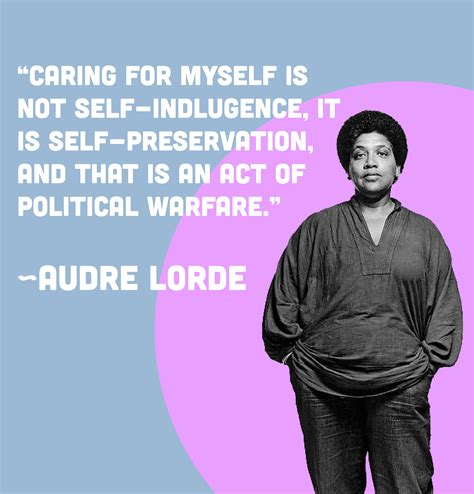 “CARING FOR MYSELF IS
NOT SELF-INDLUGENCE, IT
IS SELF-PRESERVATION,
AND THAT IS AN ACT OF
POLITICAL WARFARE.”
~AUDRE LORDE